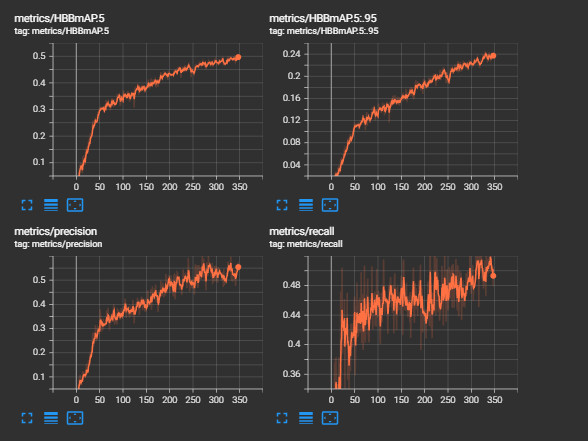 metrics/HBBmAP.5
tag: metrics/HBBmAP.5
0.5
0.4
0.3
0.2
0.1
0 50 100 150 200 250 300 350
metrics/HBBmAP.5:.95
tag: metrics/HBBmAP.5:.95
0.24
0.2
0.16
0.12
0.08
0.04
0 50 100 150 200 250 300 350
metrics/precision
tag: metrics/precision
0.5
0.4
0.3
0.2
0.1
0 50 100 150 200 250 300 350
metrics/recall
tag: metrics/recall
0.48
0.44
0.4
0.36
0 50 100 150 200 250 300 350